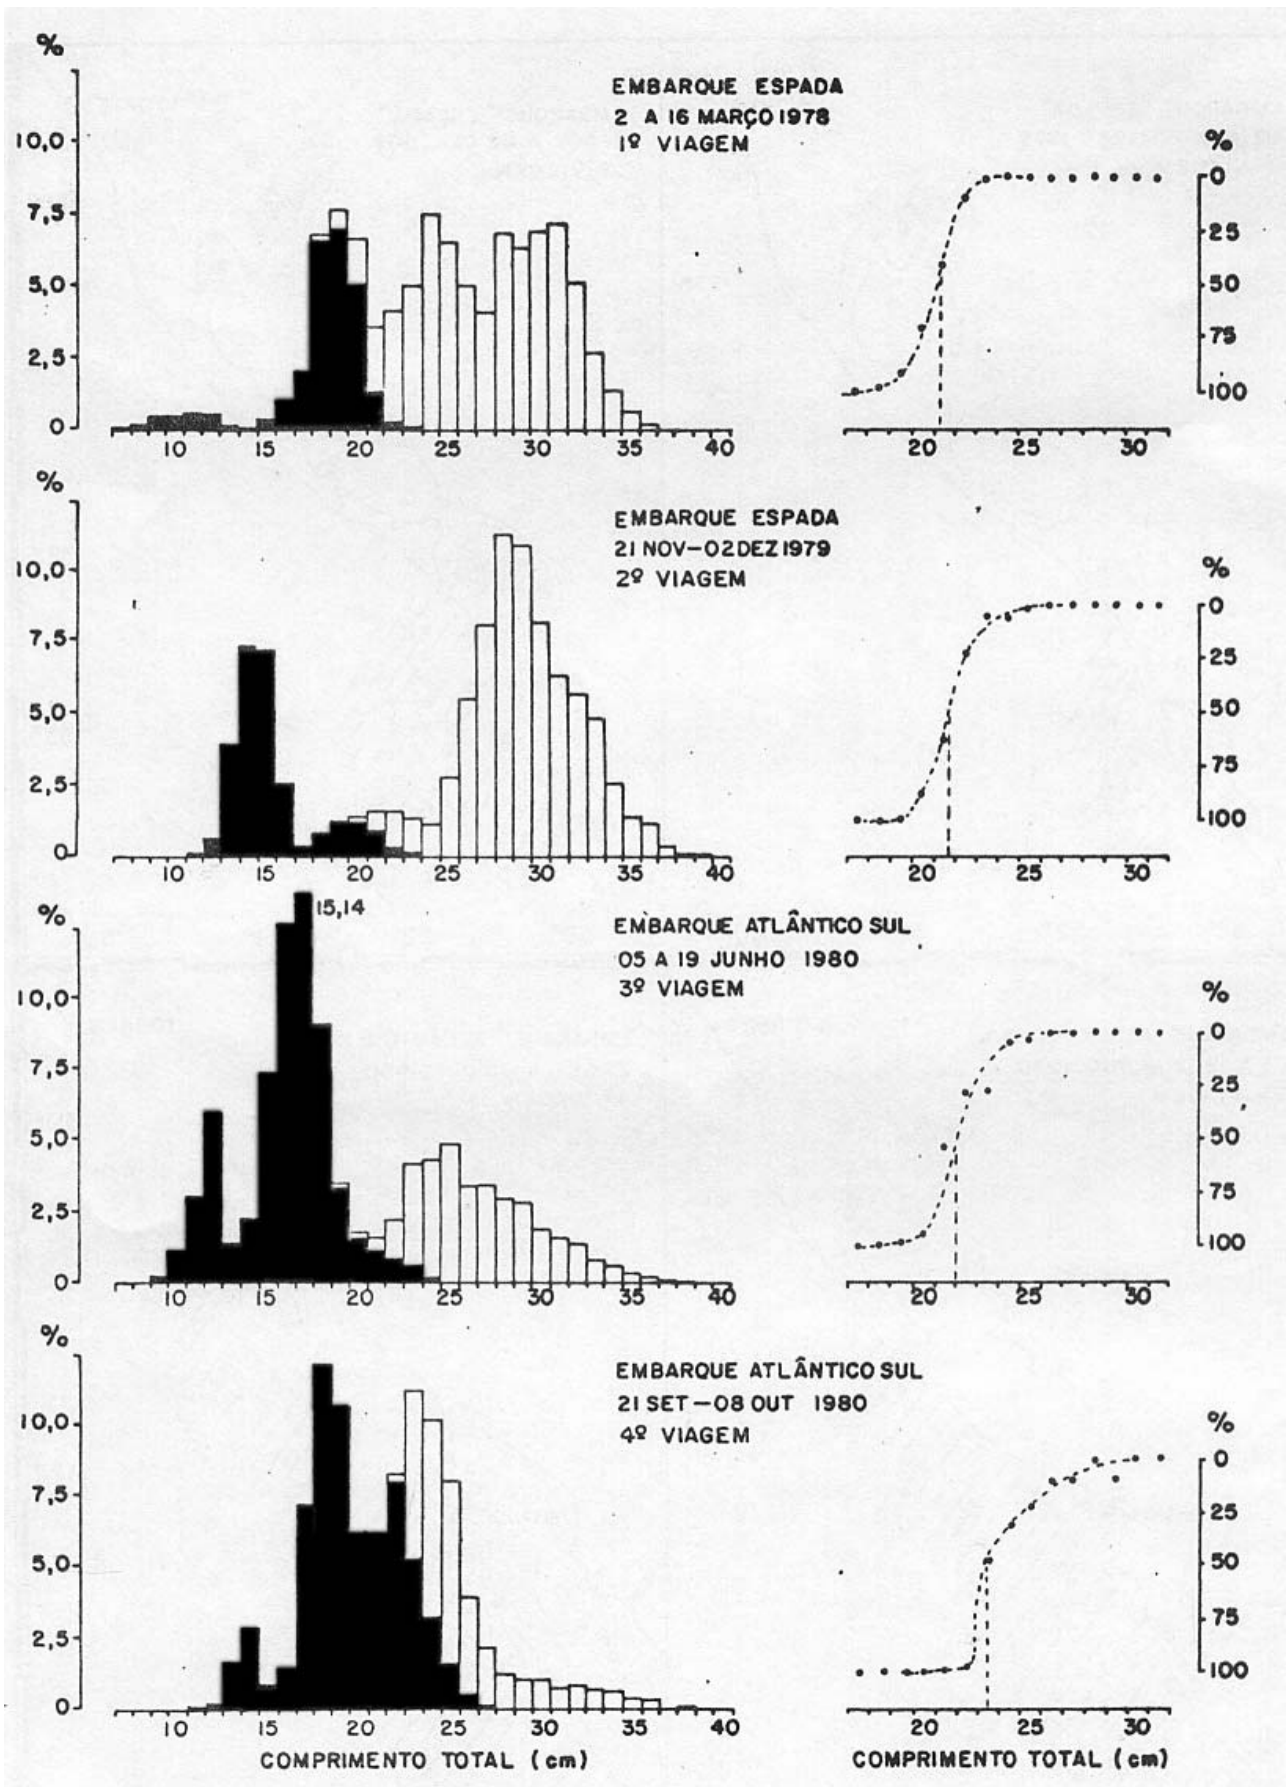 %
EMBARQUE ESPADA
2 A 16 MARÇO 1978
1º VIAGEM
10,0
7,5
5,0
2,5
0
10 15 20 25 30 35 40
%
0
25
50
75
100
20 25 30
%
EMBARQUE ESPADA
21 NOV-02 DEZ 1979
2º VIAGEM
10,0
7,5
5,0
2,5
0
10 15 20 25 30 35 40
%
0
25
50
75
100
20 25 30
%
15,14
EMBARQUE ATLÂNTICO SUL
05 A 19 JUNHO 1980
3º VIAGEM
10,0
7,5
5,0
2,5
0
10 15 20 25 30 35 40
%
0
25
50
75
100
20 25 30
%
EMBARQUE ATLÂNTICO SUL
21 SET-08 OUT 1980
4º VIAGEM
10,0
7,5
5,0
2,5
0
10 15 20 25 30 35 40
COMPRIMENTO TOTAL (cm)
%
0
25
50
75
100
20 25 30
COMPRIMENTO TOTAL (cm)